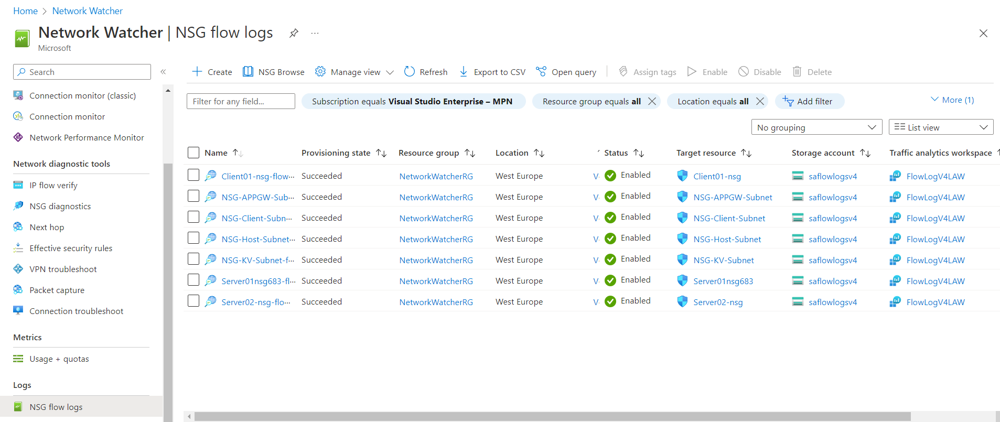 Home > Network Watcher
Network Watcher | NSG flow logs ...
Microsoft
Search «
Connection monitor (classic)
Connection monitor
Network Performance Monitor
Network diagnostic tools
IP flow verify
NSG diagnostics
Next hop
Effective security rules
VPN troubleshoot
Packet capture
Connection troubleshoot
Metrics
Usage + quotas
Logs
NSG flow logs
Create NSG Browse Manage view Refresh Export to CSV Open query Assign tags Enable Disable Delete
Filter for any field... Subscription equals Visual Studio Enterprise – MPN Resource group equals all Location equals all Add filter More (1)
No grouping List view
Name Provisioning state Resource group Location Status Target resource Storage account Traffic analytics workspace
Client01-nsg-flow... Succeeded NetworkWatcherRG West Europe V Enabled Client01-nsg saflowlogsv4 FlowLogV4LAW
NSG-APPGW-Sub... Succeeded NetworkWatcherRG West Europe V Enabled NSG-APPGW-Subnet saflowlogsv4 FlowLogV4LAW
NSG-Client-Subn... Succeeded NetworkWatcherRG West Europe V Enabled NSG-Client-Subnet saflowlogsv4 FlowLogV4LAW
NSG-Host-Subnet... Succeeded NetworkWatcherRG West Europe V Enabled NSG-Host-Subnet saflowlogsv4 FlowLogV4LAW
NSG-KV-Subnet-f... Succeeded NetworkWatcherRG West Europe V Enabled NSG-KV-Subnet saflowlogsv4 FlowLogV4LAW
Server01nsg683-fl... Succeeded NetworkWatcherRG West Europe V Enabled Server01nsg683 saflowlogsv4 FlowLogV4LAW
Server02-nsg-flo... Succeeded NetworkWatcherRG West Europe V Enabled Server02-nsg saflowlogsv4 FlowLogV4LAW